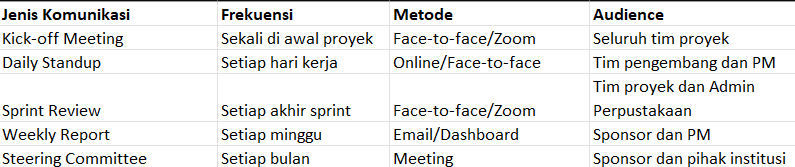 Jenis Komunikasi Frekuensi Metode Audience
Kick-off Meeting Sekali di awal proyek Face-to-face/Zoom Seluruh tim proyek
Daily Standup Setiap hari kerja Online/Face-to-face Tim pengembang dan PM
Tim proyek dan Admin
Sprint Review Setiap akhir sprint Face-to-face/Zoom Perpustakaan
Weekly Report Setiap minggu Email/Dashboard Sponsor dan PM
Steering Committee Setiap bulan Meeting Sponsor dan pihak institusi